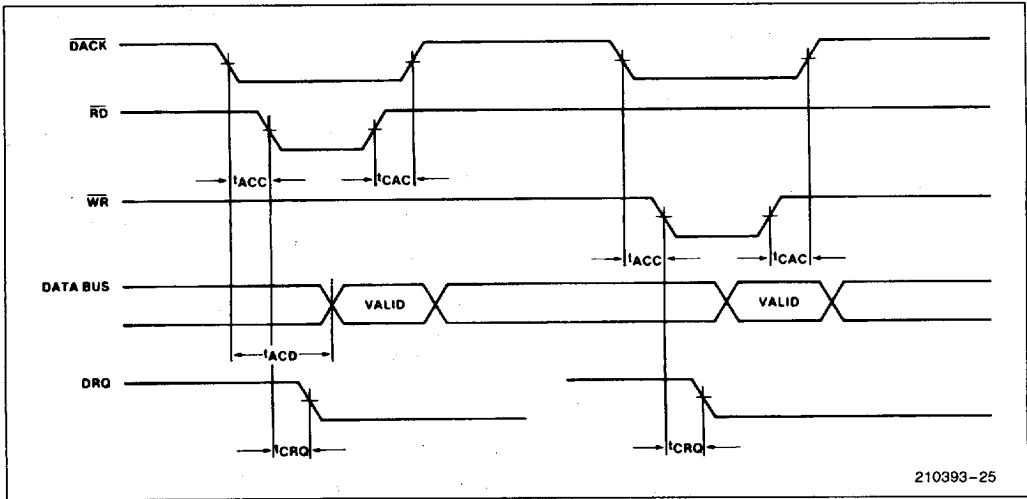 DACK
RD
tACC
tCAC
WR
tACC
tCAC
DATA BUS
VALID
VALID
tACD
DRQ
tCRQ
tCRQ
210393-25